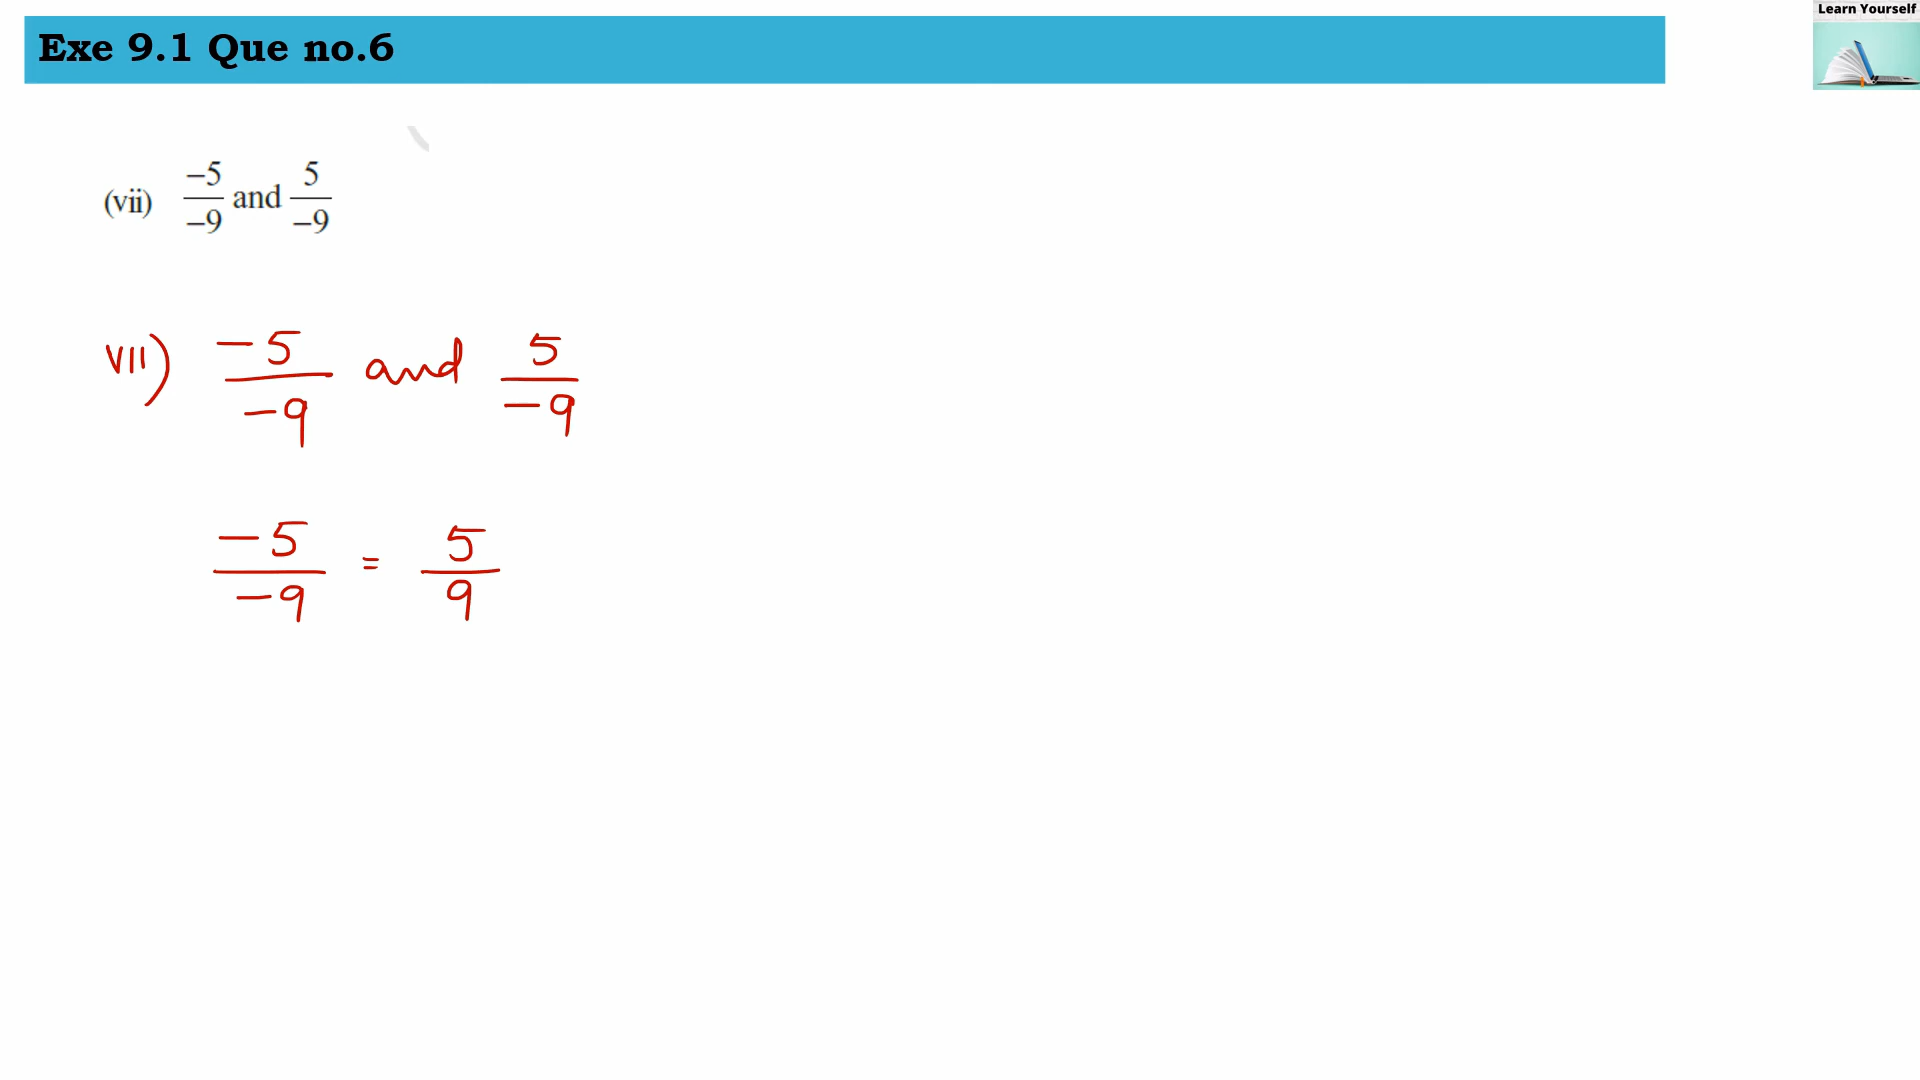 Exe 9.1 Que no.6
Learn Yourself
(vii) −5/−9 and 5/−9
vii) −5/−9 and 5/−9
−5/−9 = 5/9